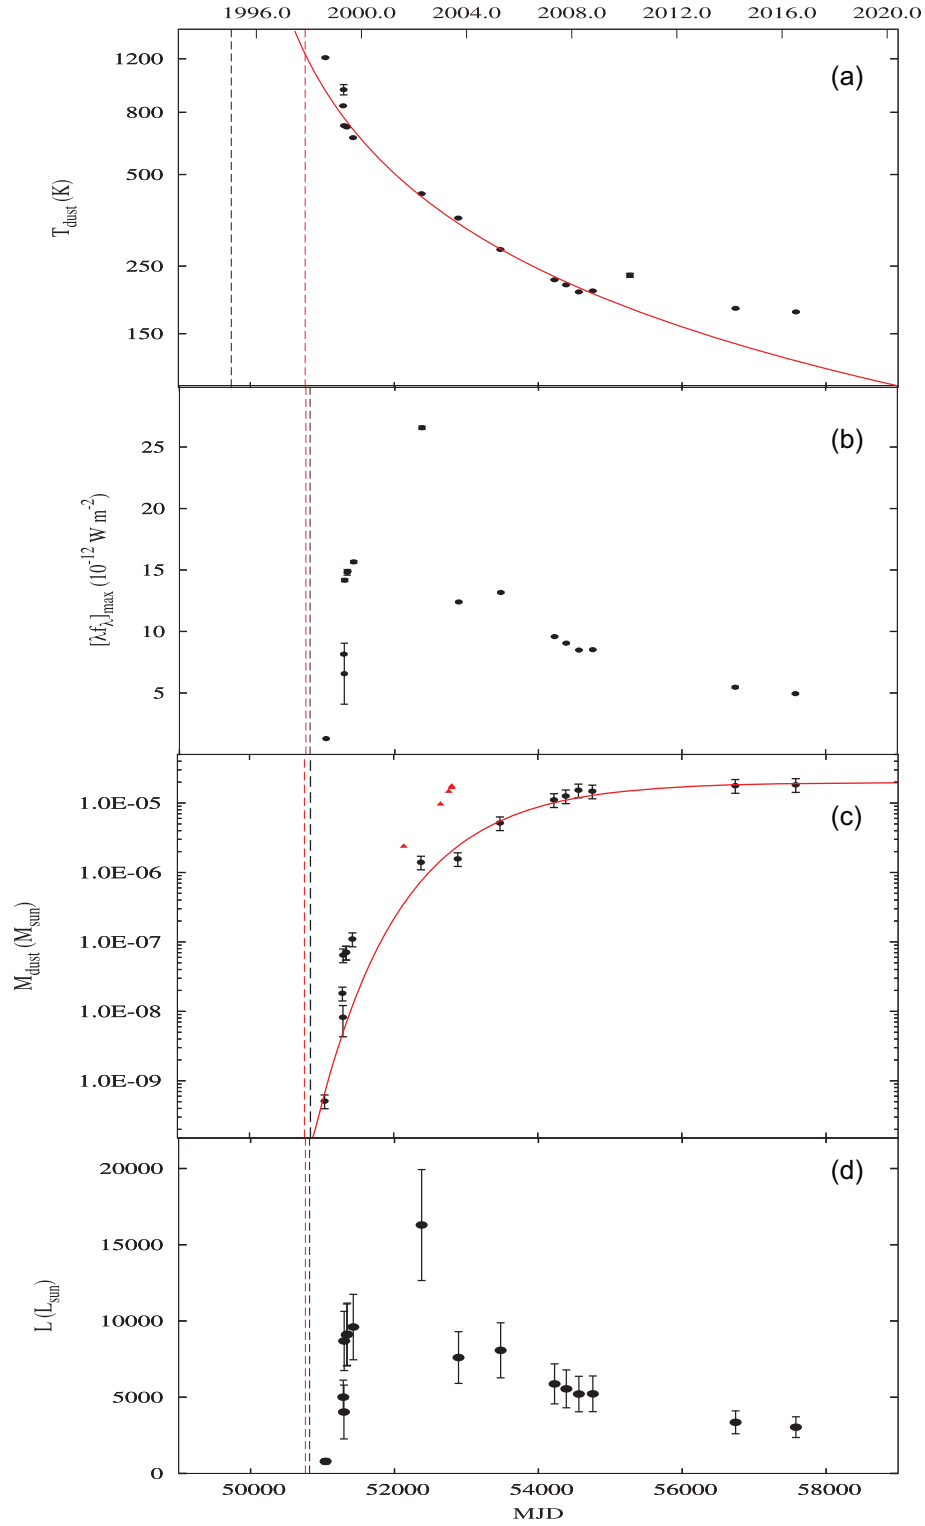 1996.0 2000.0 2004.0 2008.0 2012.0 2016.0 2020.0
(a)
1200
800
500
250
150
T_dust (K)
(b)
25
20
15
10
5
[λf_λ]_max (10^-12 W m^-2)
(c)
1.0E-05
1.0E-06
1.0E-07
1.0E-08
1.0E-09
M_dust (M_sun)
(d)
20000
15000
10000
5000
0
L (L_sun)
50000 52000 54000 56000 58000
MJD